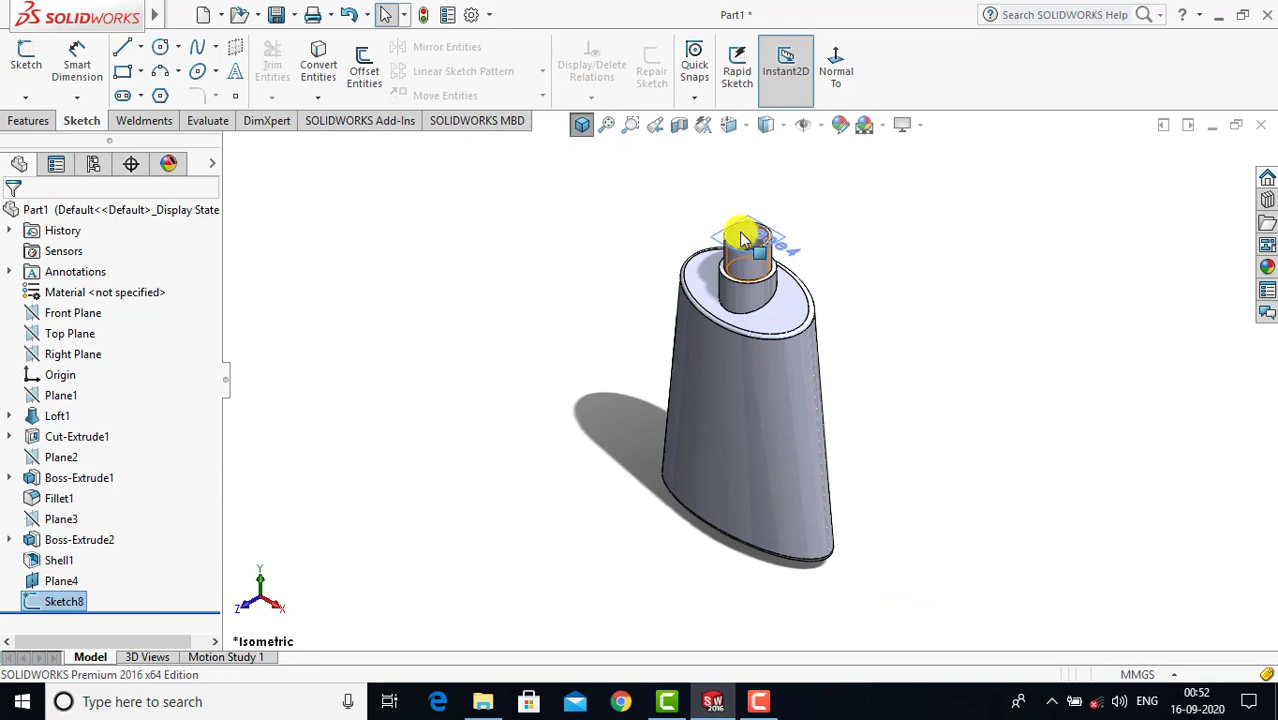 SOLIDWORKS
Part1 *
Search SOLIDWORKS Help
Sketch
Smart Dimension
Trim Entities
Convert Entities
Offset Entities
Mirror Entities
Linear Sketch Pattern
Move Entities
Display/Delete Relations
Repair Sketch
Quick Snaps
Rapid Sketch
Instant2D
Normal To
Features
Sketch
Weldments
Evaluate
DimXpert
SOLIDWORKS Add-Ins
SOLIDWORKS MBD
Part1 (Default<<Default>_Display State
History
Sensors
Annotations
Material <not specified>
Front Plane
Top Plane
Right Plane
Origin
Plane1
Loft1
Cut-Extrude1
Plane2
Boss-Extrude1
Fillet1
Plane3
Boss-Extrude2
Shell1
Plane4
Sketch8
Y
Z
X
*Isometric
Model
3D Views
Motion Study 1
SOLIDWORKS Premium 2016 x64 Edition
MMGS
Type here to search
SW
2016
ENG
00:52
16-09-2020